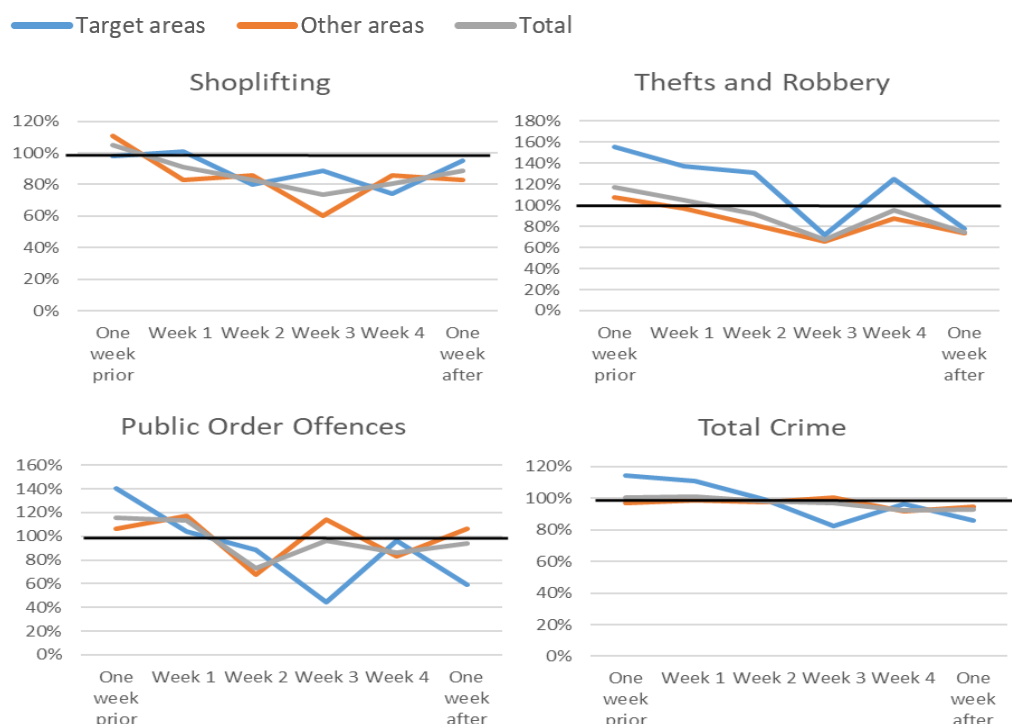 Target areas Other areas Total
Shoplifting
120%
100%
80%
60%
40%
20%
0%
One week prior
Week 1
Week 2
Week 3
Week 4
One week after
Thefts and Robbery
180%
160%
140%
120%
100%
80%
60%
40%
20%
0%
One week prior
Week 1
Week 2
Week 3
Week 4
One week after
Public Order Offences
160%
140%
120%
100%
80%
60%
40%
20%
0%
One week prior
Week 1
Week 2
Week 3
Week 4
One week after
Total Crime
120%
100%
80%
60%
40%
20%
0%
One week prior
Week 1
Week 2
Week 3
Week 4
One week after